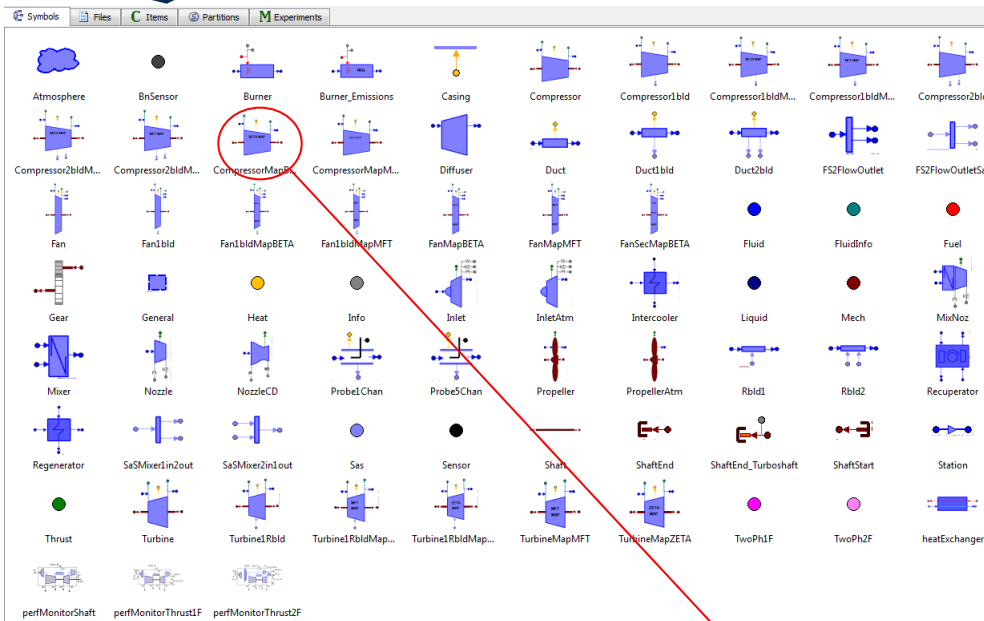 Symbols Files C Items Partitions M Experiments
Atmosphere BnSensor Burner Burner_Emissions Casing Compressor Compressor1bld Compressor1bldM... Compressor1bldM... Compressor2bld
Compressor2bldM... Compressor2bldM... CompressorMapB... CompressorMapM... Diffuser Duct Duct1bld Duct2bld FS2FlowOutlet FS2FlowOutletSa
Fan Fan1bld Fan1bldMapBETA Fan1bldMapMFT FanMapBETA FanMapMFT FanSecMapBETA Fluid FluidInfo Fuel
Gear General Heat Info Inlet InletAtm Intercooler Liquid Mech MixNoz
Mixer Nozzle NozzleCD Probe1Chan Probe5Chan Propeller PropellerAtm Rbld1 Rbld2 Recuperator
Regenerator SaSMixer1in2out SaSMixer2in1out Sas Sensor Shaft ShaftEnd ShaftEnd_Turboshaft ShaftStart Station
Thrust Turbine Turbine1Rbld Turbine1RbldMap... Turbine1RbldMap... TurbineMapMFT TurbineMapZETA TwoPh1F TwoPh2F heatExchanger
perfMonitorShaft perfMonitorThrust1F perfMonitorThrust2F